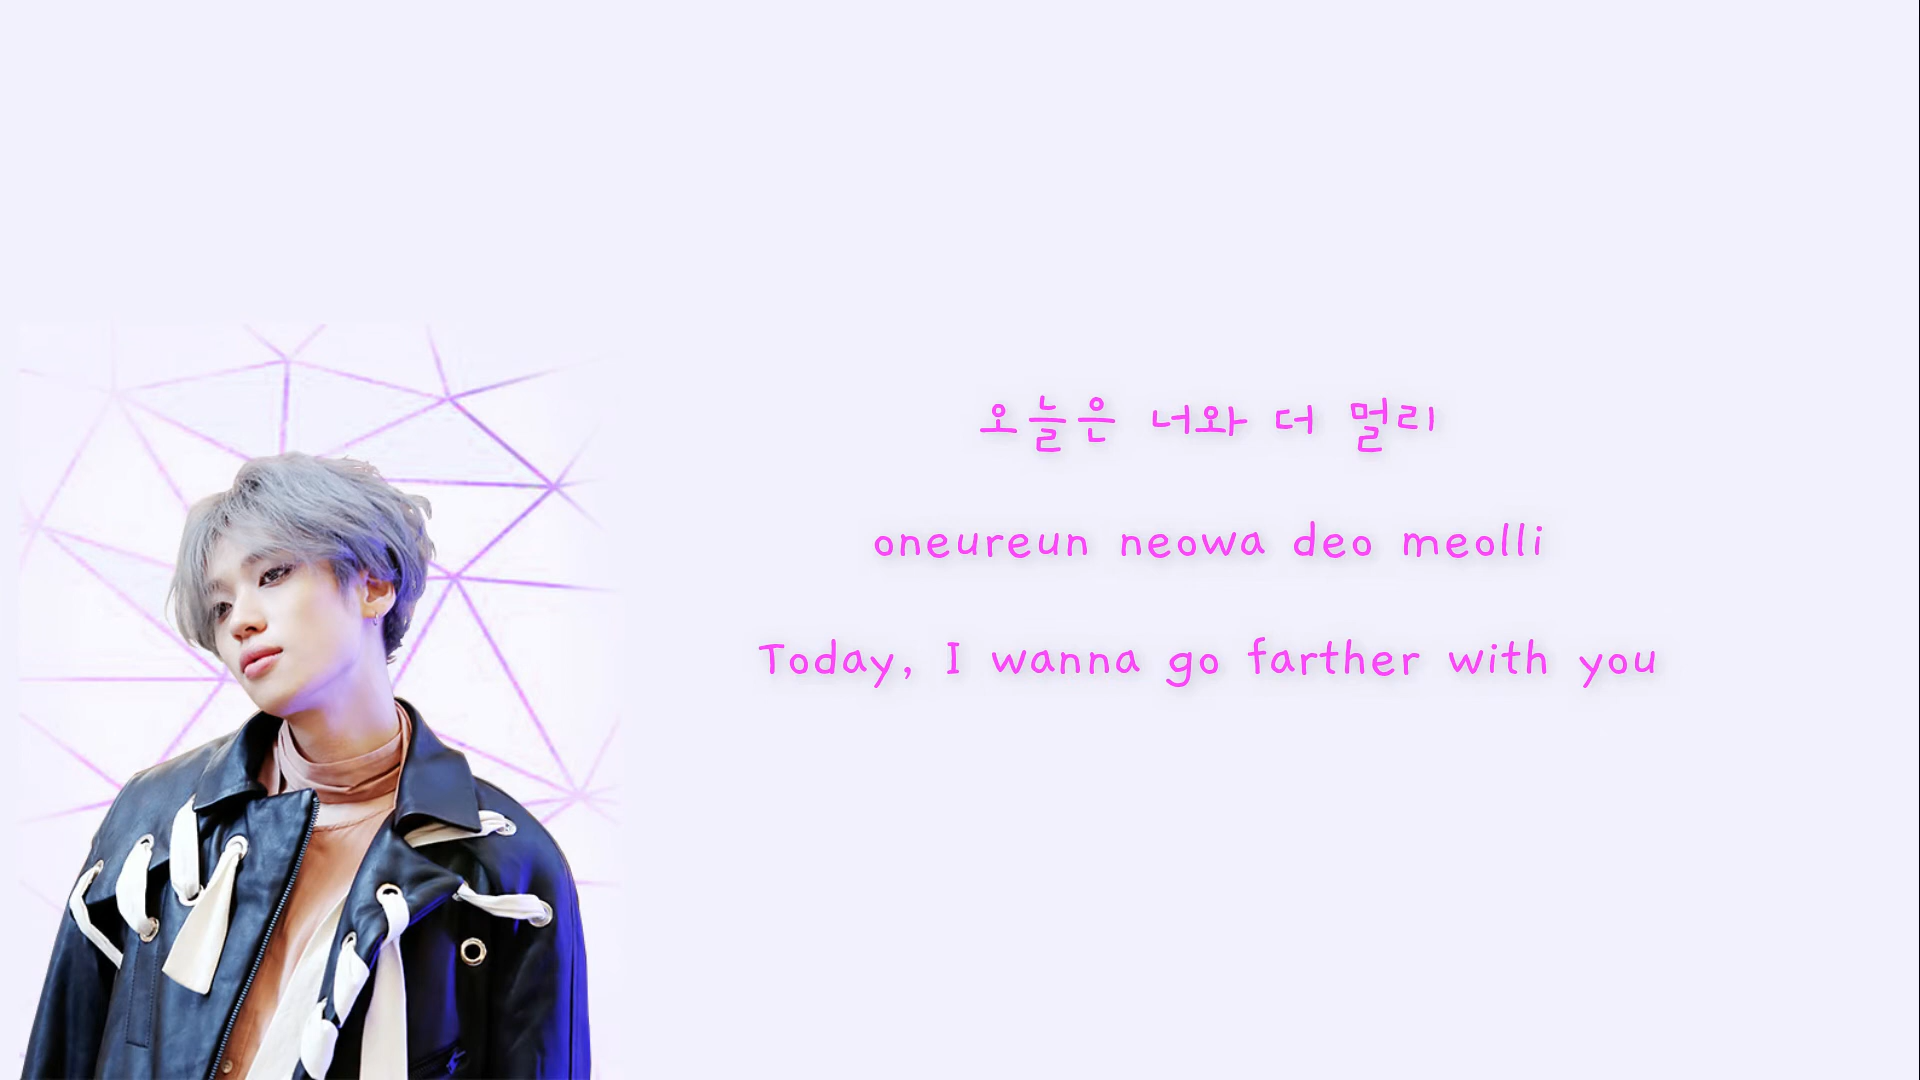 오늘은 너와 더 멀리
oneureun neowa deo meolli
Today, I wanna go farther with you